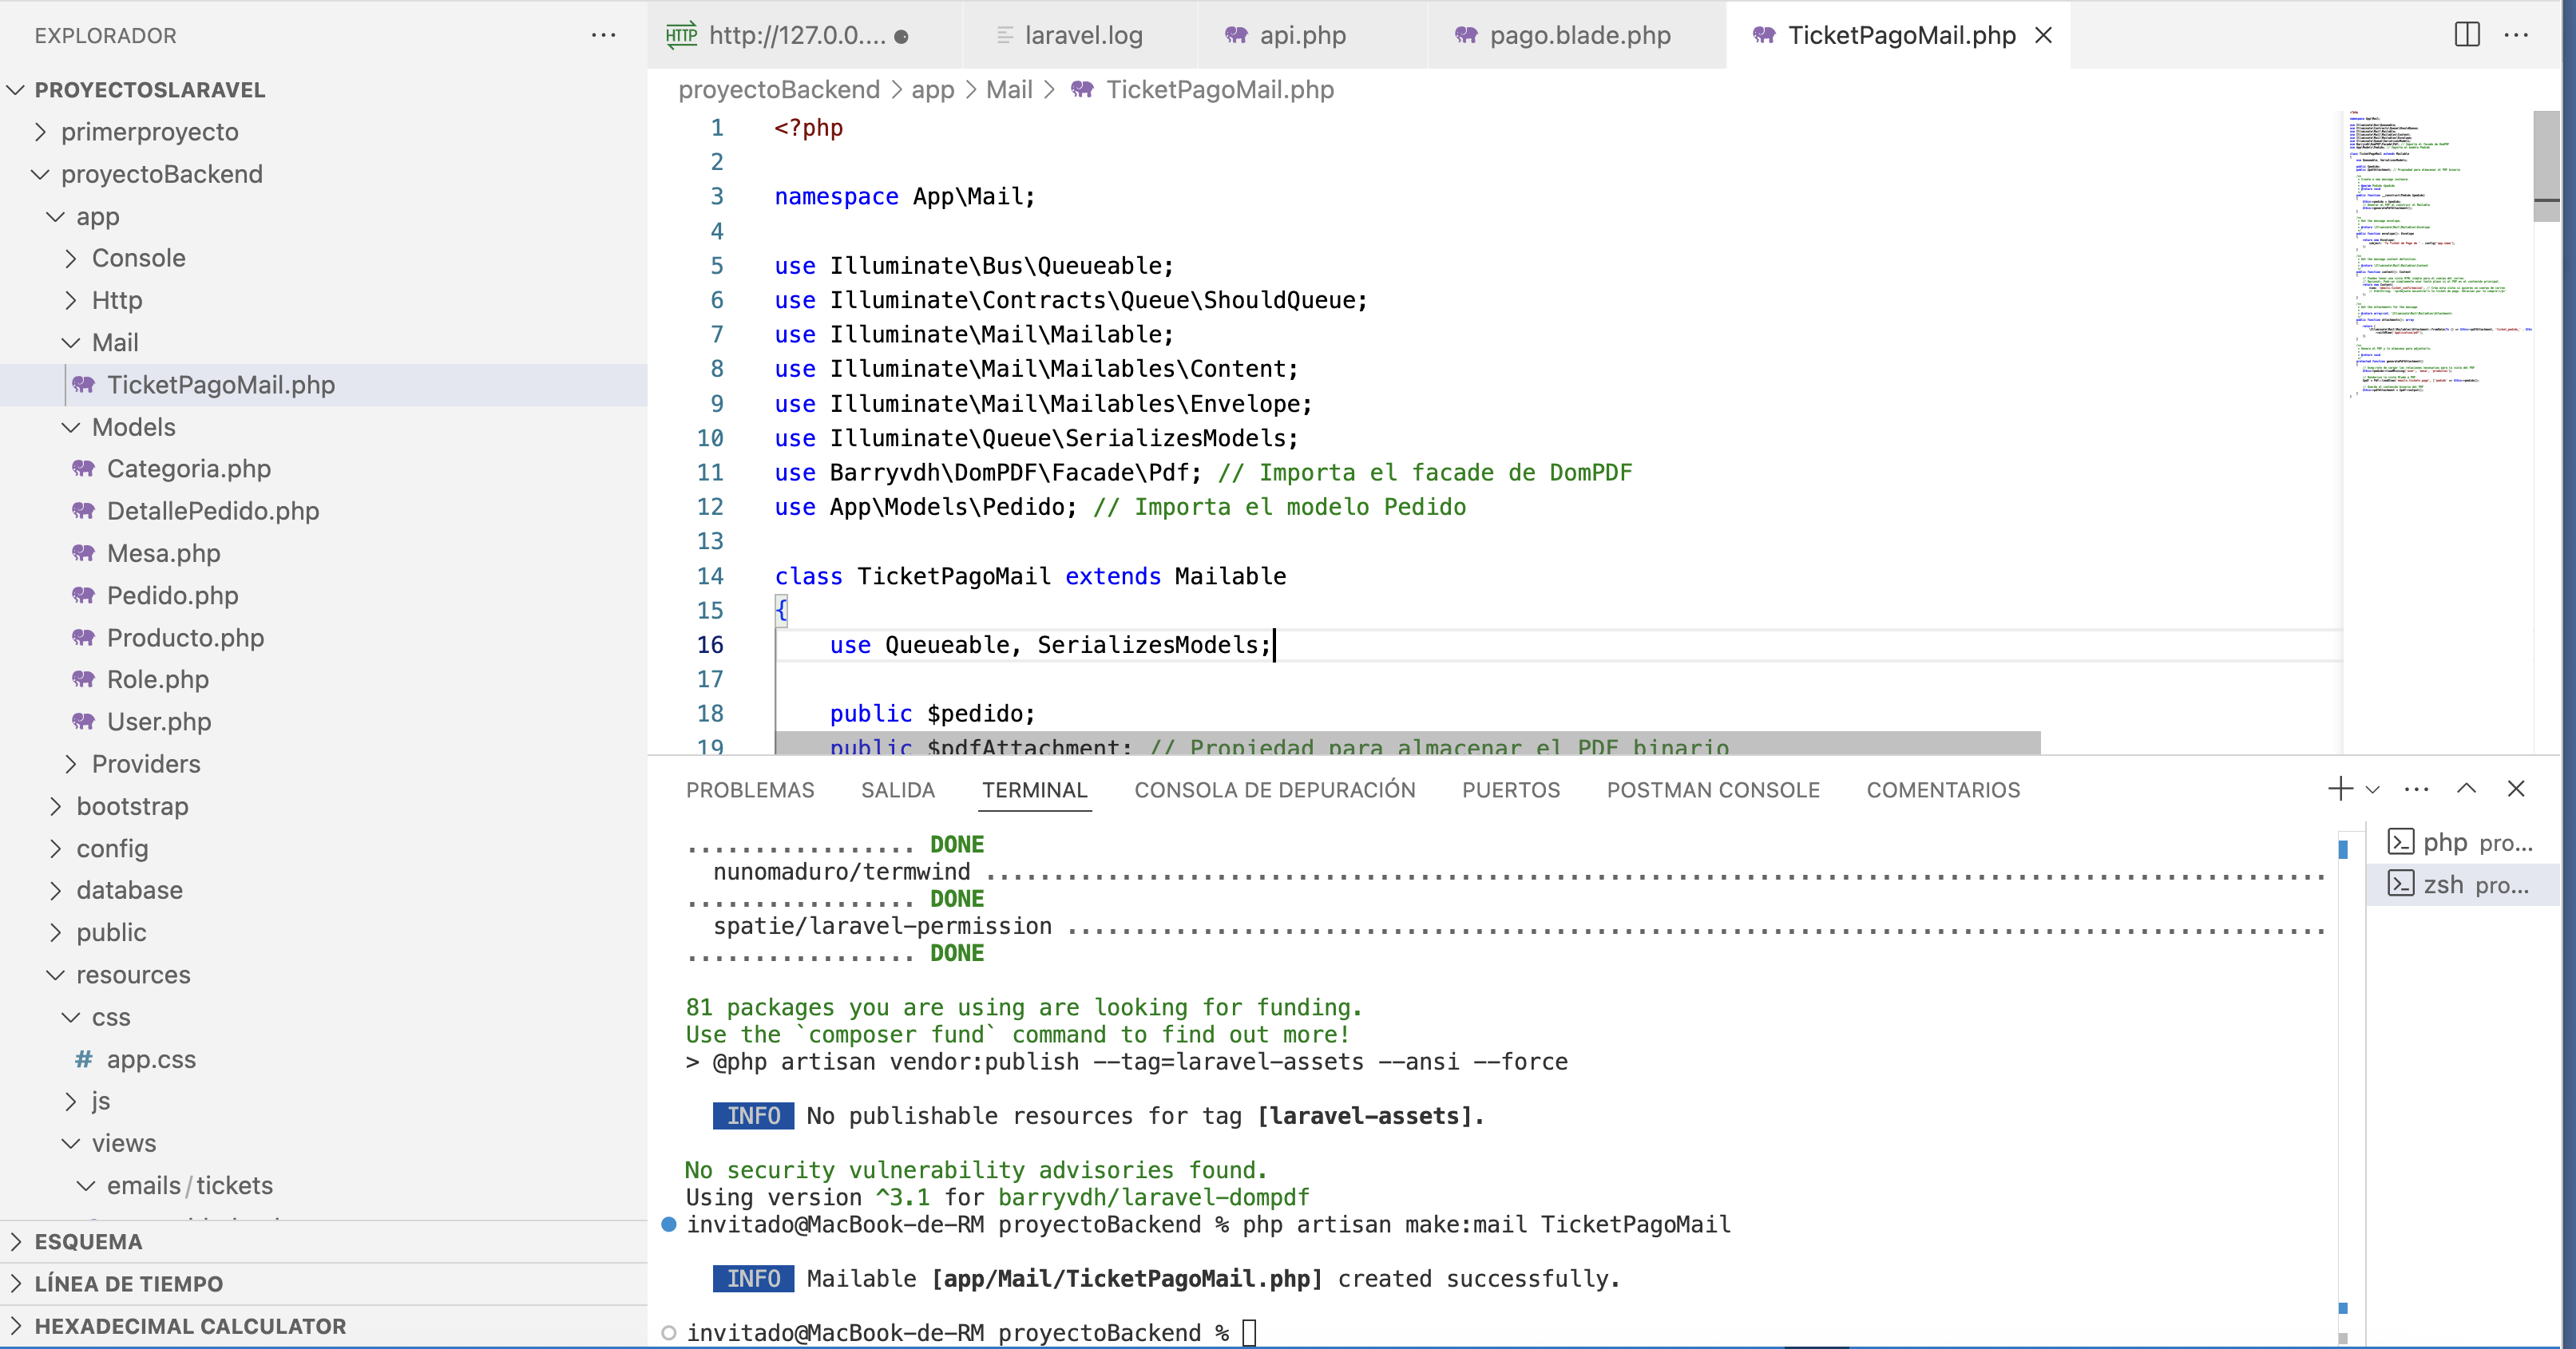 EXPLORADOR
PROYECTOSLARAVEL
primerproyecto
proyectoBackend
app
Console
Http
Mail
TicketPagoMail.php
Models
Categoria.php
DetallePedido.php
Mesa.php
Pedido.php
Producto.php
Role.php
User.php
Providers
bootstrap
config
database
public
resources
css
# app.css
js
views
emails/tickets
ESQUEMA
LÍNEA DE TIEMPO
HEXADECIMAL CALCULATOR
HTTP http://127.0.0....
laravel.log
api.php
pago.blade.php
TicketPagoMail.php
proyectoBackend > app > Mail > TicketPagoMail.php
1 <?php
2
3 namespace App\Mail;
4
5 use Illuminate\Bus\Queueable;
6 use Illuminate\Contracts\Queue\ShouldQueue;
7 use Illuminate\Mail\Mailable;
8 use Illuminate\Mail\Mailables\Content;
9 use Illuminate\Mail\Mailables\Envelope;
10 use Illuminate\Queue\SerializesModels;
11 use Barryvdh\DomPDF\Facade\Pdf; // Importa el facade de DomPDF
12 use App\Models\Pedido; // Importa el modelo Pedido
13
14 class TicketPagoMail extends Mailable
15 {
16 use Queueable, SerializesModels;
17
18 public $pedido;
19 public $pdfAttachment; // Propiedad para almacenar el PDF binario
PROBLEMAS SALIDA TERMINAL CONSOLA DE DEPURACIÓN PUERTOS POSTMAN CONSOLE COMENTARIOS
................. DONE
nunomaduro/termwind ...................................................................................................
................. DONE
spatie/laravel-permission .............................................................................................
................. DONE
81 packages you are using are looking for funding.
Use the `composer fund` command to find out more!
> @php artisan vendor:publish --tag=laravel-assets --ansi --force
INFO No publishable resources for tag [laravel-assets].
No security vulnerability advisories found.
Using version ^3.1 for barryvdh/laravel-dompdf
invitado@MacBook-de-RM proyectoBackend % php artisan make:mail TicketPagoMail
INFO Mailable [app/Mail/TicketPagoMail.php] created successfully.
invitado@MacBook-de-RM proyectoBackend %
php pro...
zsh pro...